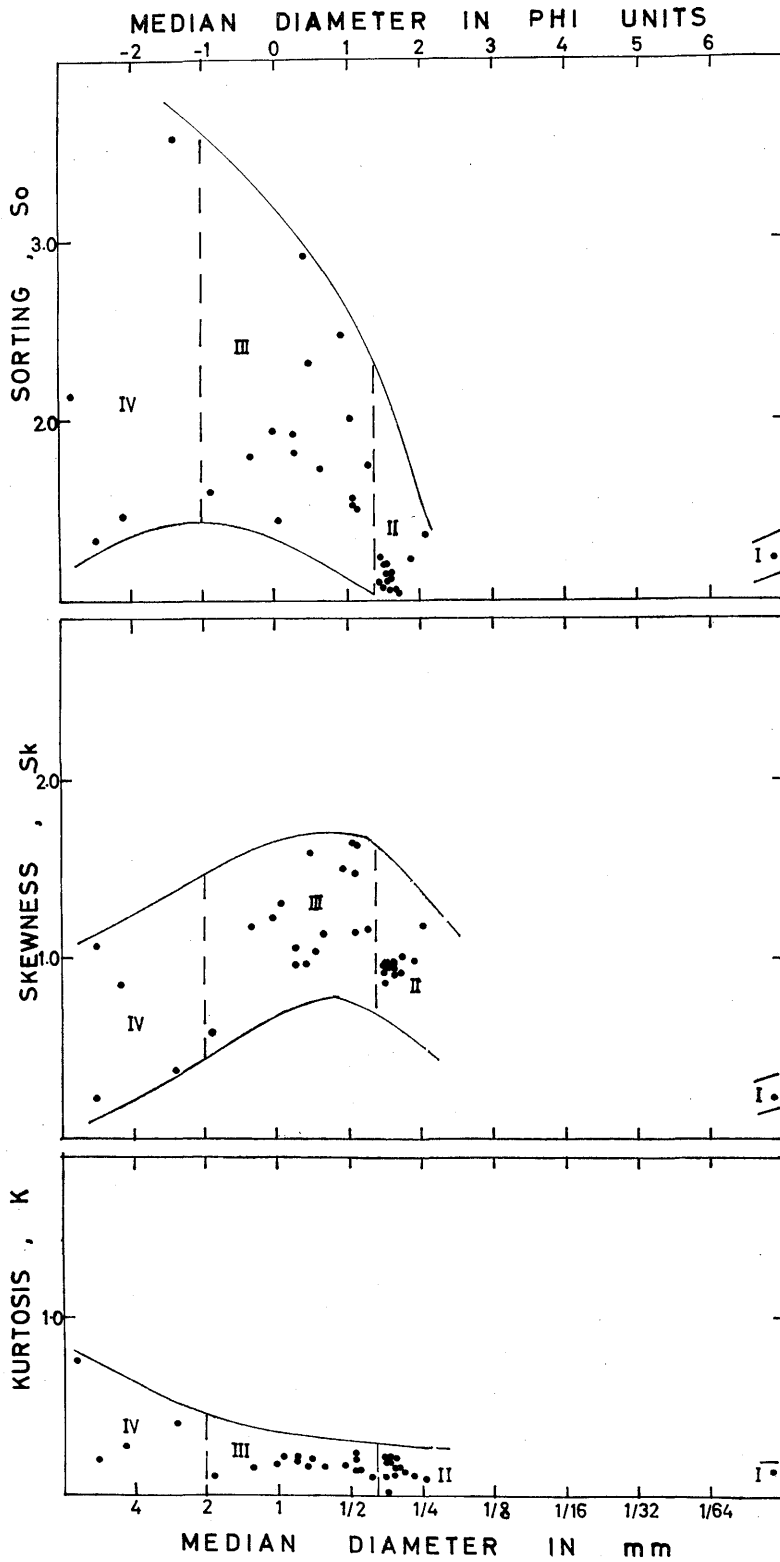 MEDIAN DIAMETER IN PHI UNITS
-2 -1 0 1 2 3 4 5 6
SORTING , So
3.0
2.0
IV
III
II
I
SKEWNESS , Sk
2.0
1.0
IV
III
II
I
KURTOSIS , K
1.0
IV
III
II
I
4 2 1 1/2 1/4 1/8 1/16 1/32 1/64
MEDIAN DIAMETER IN mm